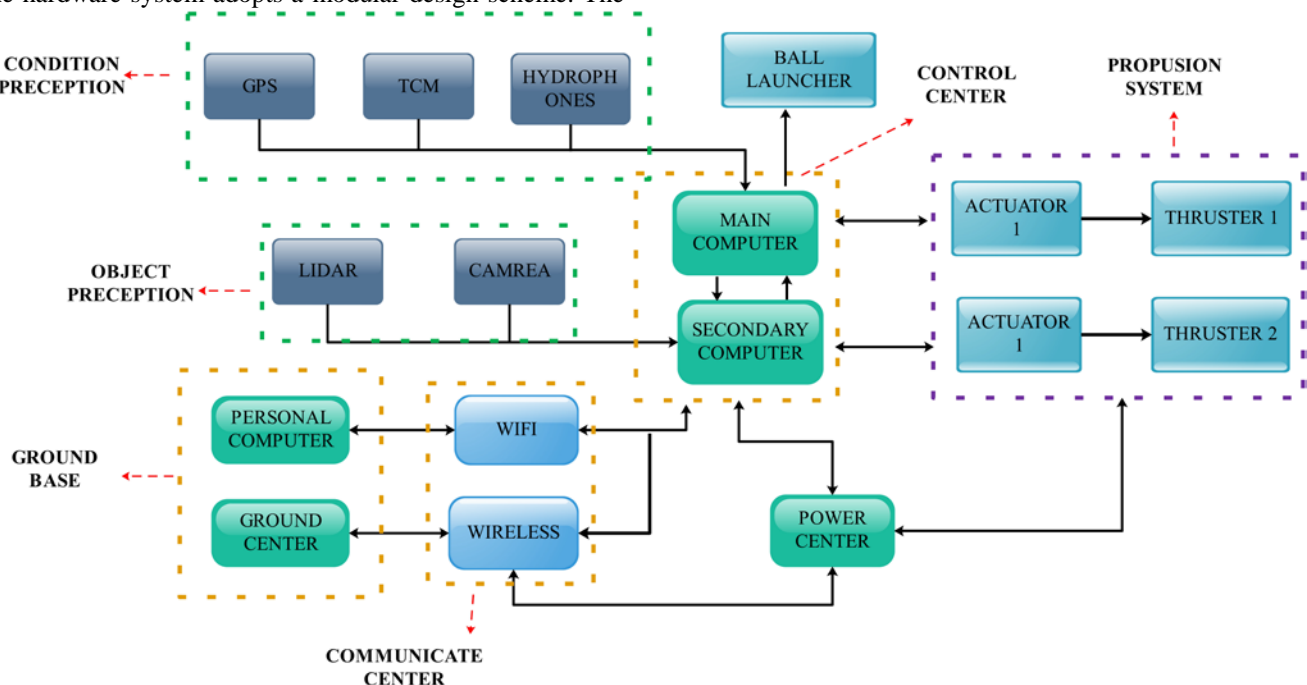 e hardware system adopts a modular design scheme. The
CONDITION
PRECEPTION
GPS
TCM
HYDROPH
ONES
BALL
LAUNCHER
CONTROL
CENTER
PROPUSION
SYSTEM
MAIN
COMPUTER
ACTUATOR
1
THRUSTER 1
OBJECT
PRECEPTION
LIDAR
CAMREA
SECONDARY
COMPUTER
ACTUATOR
1
THRUSTER 2
GROUND
BASE
PERSONAL
COMPUTER
WIFI
GROUND
CENTER
WIRELESS
POWER
CENTER
COMMUNICATE
CENTER